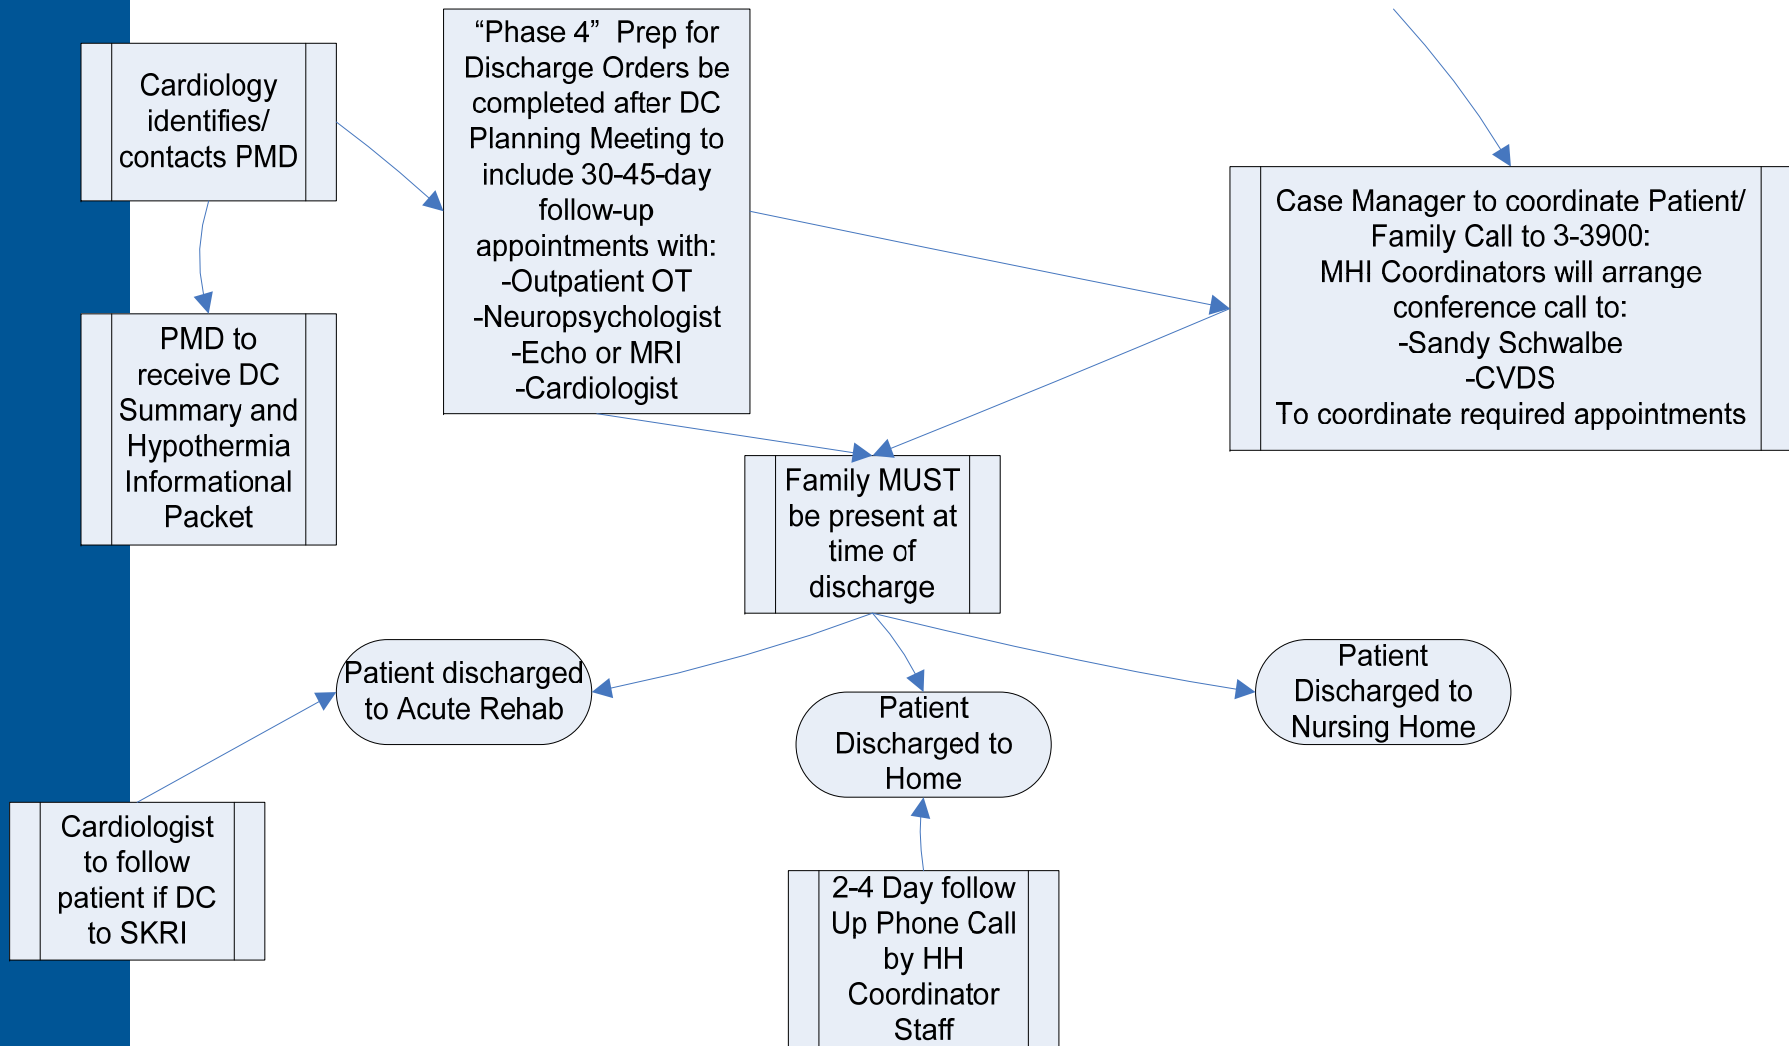 Cardiology
identifies/
contacts PMD
“Phase 4”  Prep for
Discharge Orders be
completed after DC
Planning Meeting to
include 30-45-day
follow-up
appointments with:
-Outpatient OT
-Neuropsychologist
-Echo or MRI
-Cardiologist
Case Manager to coordinate Patient/
Family Call to 3-3900:
MHI Coordinators will arrange
conference call to:
-Sandy Schwalbe
-CVDS
To coordinate required appointments
PMD to
receive DC
Summary and
Hypothermia
Informational
Packet
Family MUST
be present at
time of
discharge
Patient discharged
to Acute Rehab
Patient
Discharged to
Home
Patient
Discharged to
Nursing Home
Cardiologist
to follow
patient if DC
to SKRI
2-4 Day follow
Up Phone Call
by HH
Coordinator
Staff